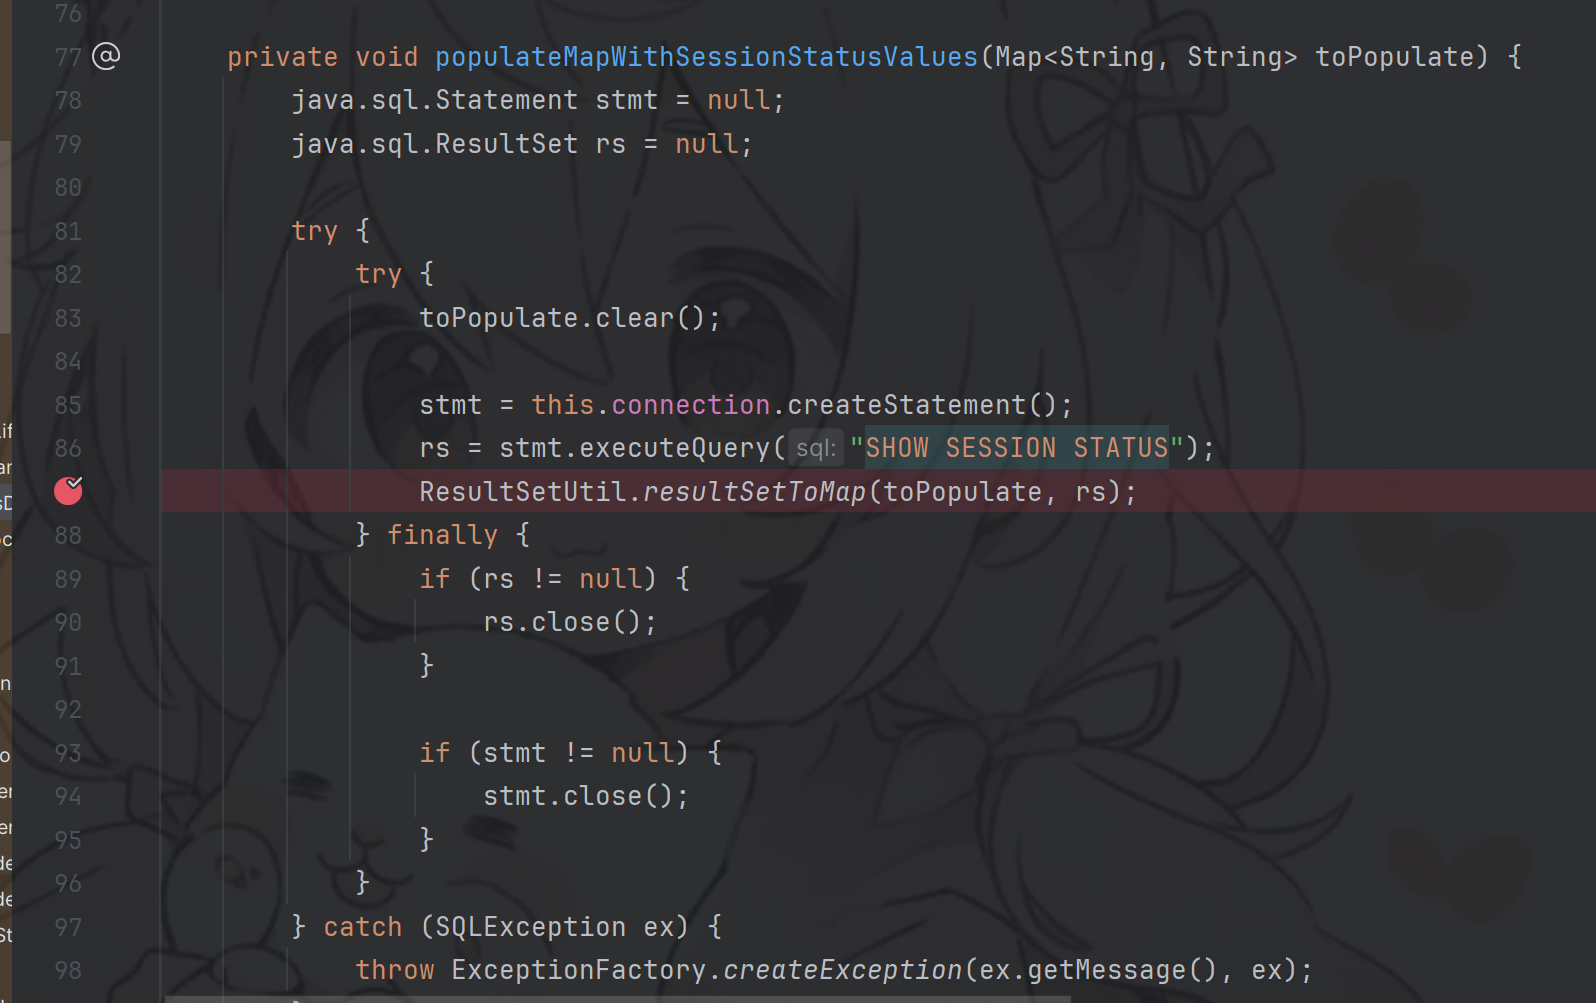 76
77 @ private void populateMapWithSessionStatusValues(Map<String, String> toPopulate) {
78 java.sql.Statement stmt = null;
79 java.sql.ResultSet rs = null;
80
81 try {
82 try {
83 toPopulate.clear();
84
85 stmt = this.connection.createStatement();
86 rs = stmt.executeQuery( sql: "SHOW SESSION STATUS");
ResultSetUtil.resultSetToMap(toPopulate, rs);
88 } finally {
89 if (rs != null) {
90 rs.close();
91 }
92
93 if (stmt != null) {
94 stmt.close();
95 }
96 }
97 } catch (SQLException ex) {
98 throw ExceptionFactory.createException(ex.getMessage(), ex);